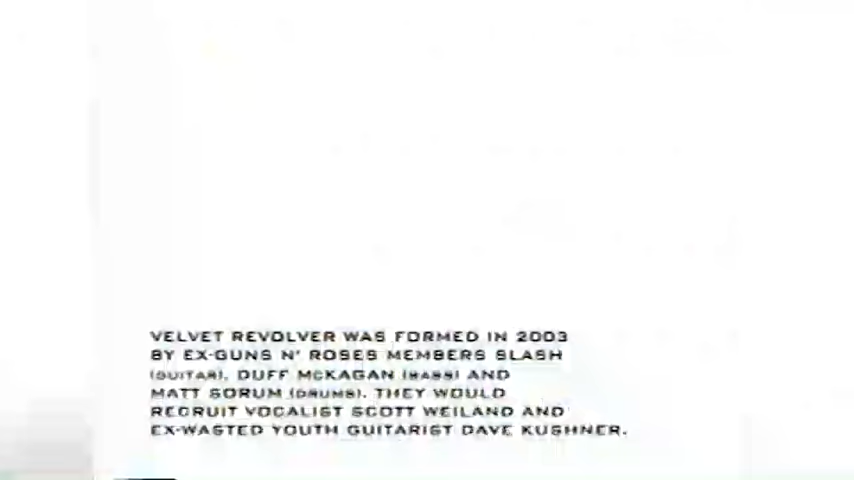 VELVET REVOLVER WAS FORMED IN 2003
BY EX-GUNS N' ROSES MEMBERS SLASH
(GUITAR), DUFF MCKAGAN (BASS) AND
MATT SORUM (DRUMS). THEY WOULD
RECRUIT VOCALIST SCOTT WEILAND AND
EX-WASTED YOUTH GUITARIST DAVE KUSHNER.